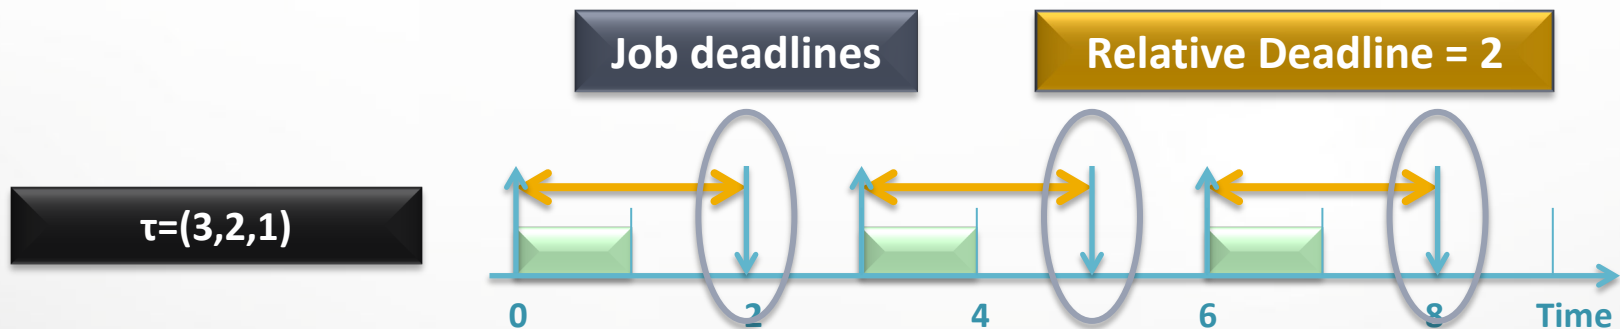 Job deadlines
Relative Deadline = 2
τ=(3,2,1)
0 2 4 6 8 Time